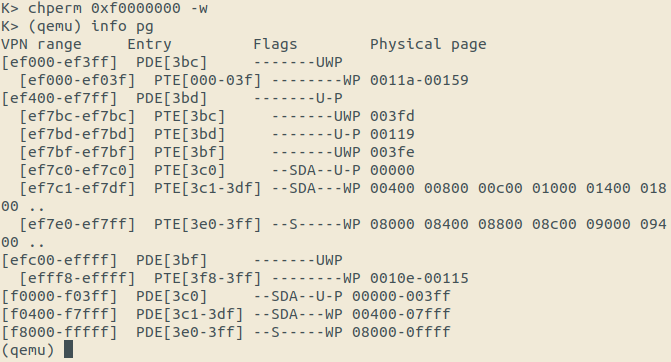 K> chperm 0xf0000000 -w
K> (qemu) info pg
VPN range     Entry         Flags        Physical page
[ef000-ef3ff]  PDE[3bc]     -------UWP
  [ef000-ef03f]  PTE[000-03f] --------WP 0011a-00159
[ef400-ef7ff]  PDE[3bd]     -------U-P
  [ef7bc-ef7bc]  PTE[3bc]     -------UWP 003fd
  [ef7bd-ef7bd]  PTE[3bd]     -------U-P 00119
  [ef7bf-ef7bf]  PTE[3bf]     -------UWP 003fe
  [ef7c0-ef7c0]  PTE[3c0]     --SDA--U-P 00000
  [ef7c1-ef7df]  PTE[3c1-3df] --SDA---WP 00400 00800 00c00 01000 01400 018
00 ..
  [ef7e0-ef7ff]  PTE[3e0-3ff] --S-----WP 08000 08400 08800 08c00 09000 094
00 ..
[efc00-effff]  PDE[3bf]     -------UWP
  [efff8-effff]  PTE[3f8-3ff] --------WP 0010e-00115
[f0000-f03ff]  PDE[3c0]     --SDA--U-P 00000-003ff
[f0400-f7fff]  PDE[3c1-3df] --SDA---WP 00400-07fff
[f8000-fffff]  PDE[3e0-3ff] --S-----WP 08000-0ffff
(qemu)